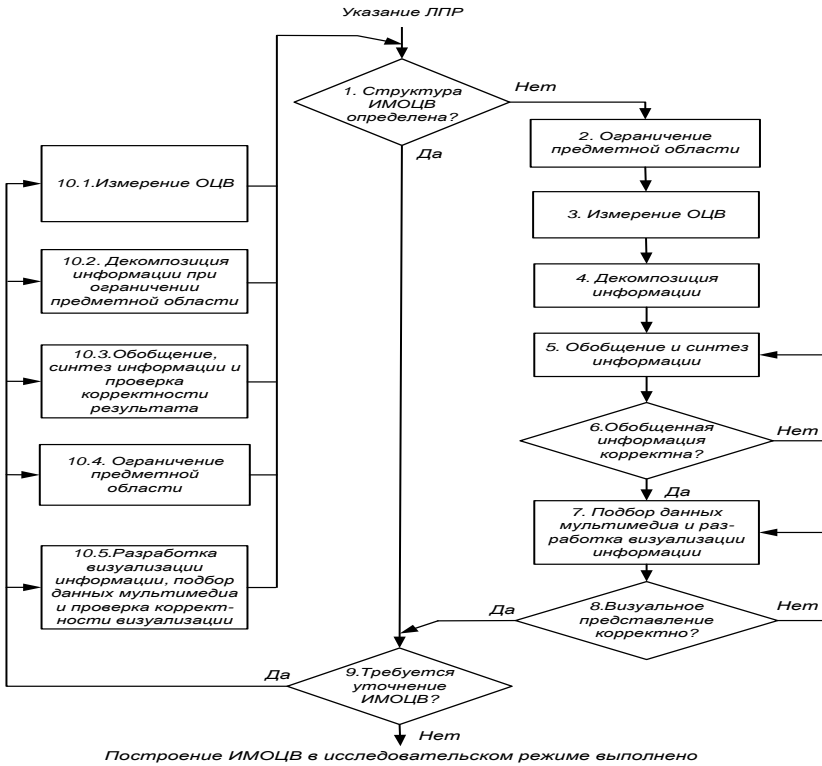 Указание ЛПР
1. Структура
ИМОЦВ
определена?
Нет
Да
2. Ограничение
предметной области
3. Измерение ОЦВ
4. Декомпозиция
информации
5. Обобщение и синтез
информации
6.Обобщенная
информация
корректна?
Нет
Да
7. Подбор данных
мультимедиа и раз-
работка визуализации
информации
8.Визуальное
представление
корректно?
Да
Нет
10.1.Измерение ОЦВ
10.2. Декомпозиция
информации при
ограничении
предметной области
10.3.Обобщение,
синтез информации и
проверка
корректности
результата
10.4. Ограничение
предметной
области
10.5.Разработка
визуализации
информации, подбор
данных мультимедиа
и проверка коррект-
ности визуализации
9.Требуется
уточнение
ИМОЦВ?
Да
Нет
Построение ИМОЦВ в исследовательском режиме выполнено